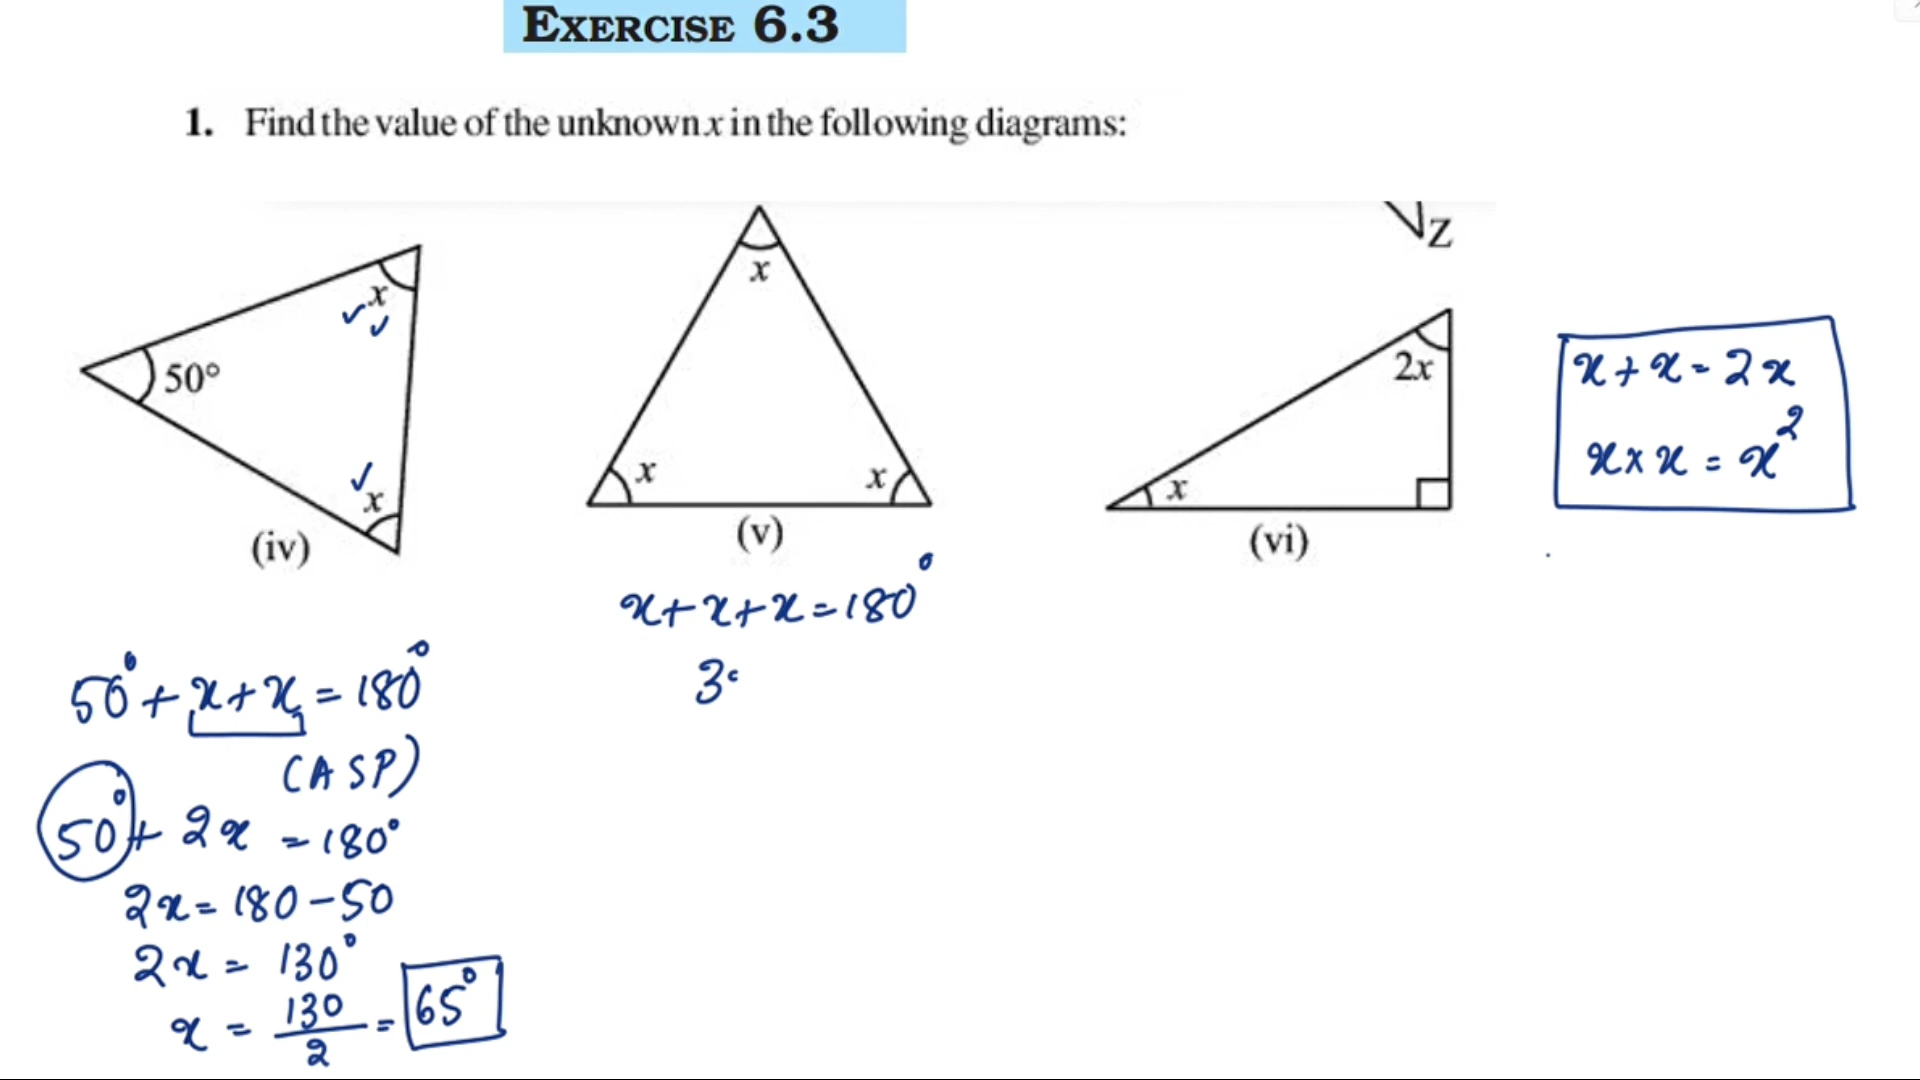 EXERCISE 6.3
1. Find the value of the unknown x in the following diagrams:
Z
x
x
50°
x
(iv)
x
x
x
(v)
2x
x
(vi)
x + x = 2x
x × x = x²
50° + x + x = 180°
(ASP)
50° + 2x = 180°
2x = 180 - 50
2x = 130°
x = 130/2 = 65°
x + x + x = 180°
3